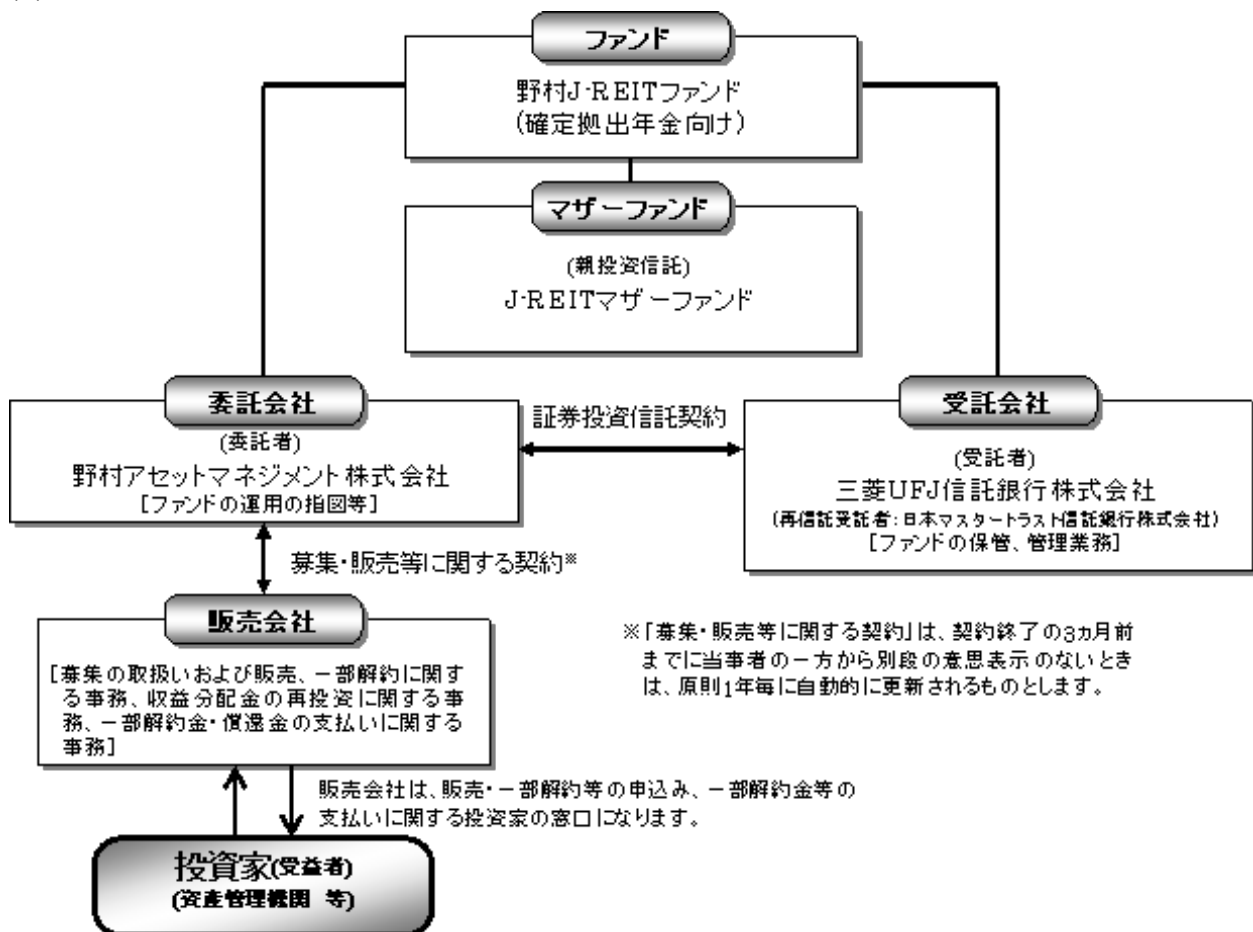 ファンド
野村J-REITファンド
(確定拠出年金向け)
マザーファンド
(親投資信託)
J-REITマザーファンド
委託会社
(委託者)
野村アセットマネジメント株式会社
[ファンドの運用の指図等]
証券投資信託契約
受託会社
(受託者)
三菱UFJ信託銀行株式会社
(再信託受託者:日本マスタートラスト信託銀行株式会社)
[ファンドの保管、管理業務]
募集・販売等に関する契約※
販売会社
[募集の取扱いおよび販売、一部解約に関す
る事務、収益分配金の再投資に関する事
務、一部解約金・償還金の支払いに関する
事務]
※「募集・販売等に関する契約」は、契約終了の3ヵ月前
までに当事者の一方から別段の意思表示のないとき
は、原則1年毎に自動的に更新されるものとします。
販売会社は、販売・一部解約等の申込み、一部解約金等の
支払いに関する投資家の窓口になります。
投資家(受益者)
(資産管理機関 等)